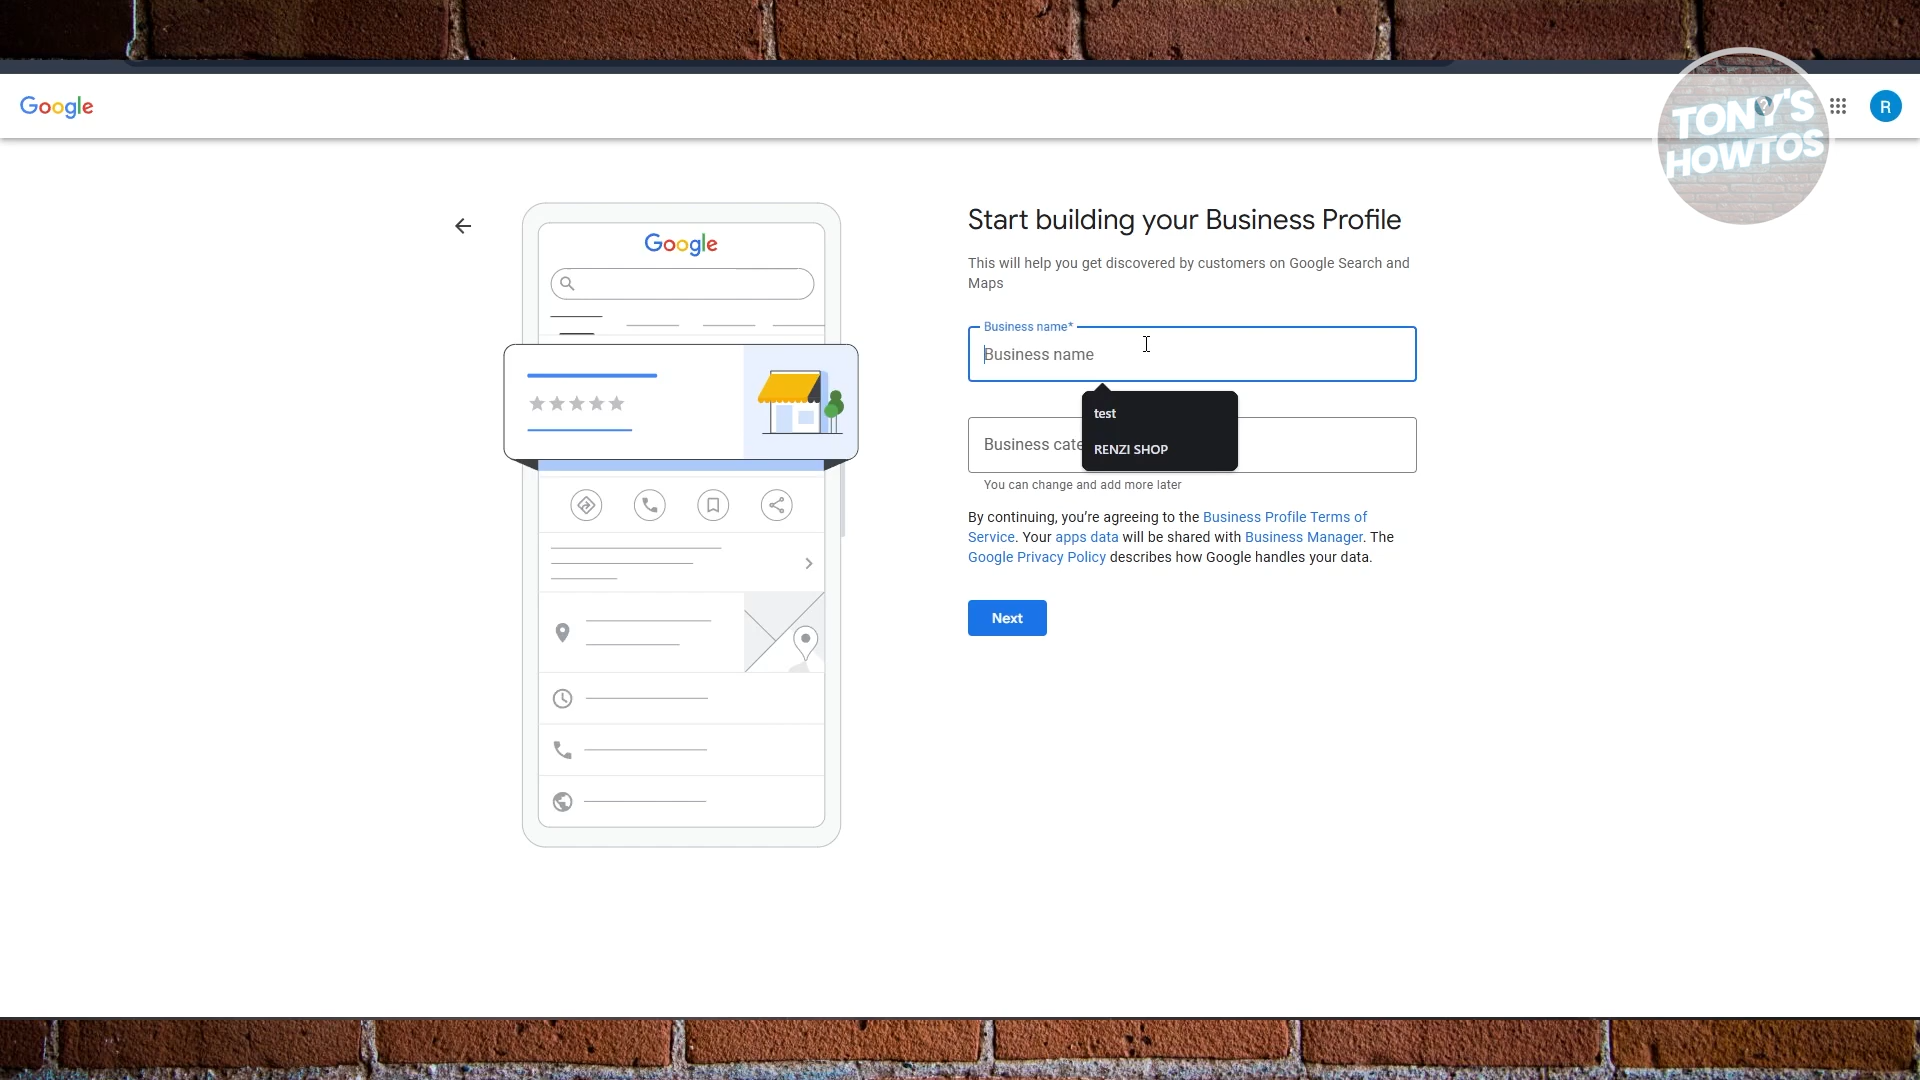 Google
TONY'S
HOWTOS
?
R
Google
Start building your Business Profile
This will help you get discovered by customers on Google Search and
Maps
Business name*
Business name
test
RENZI SHOP
Business cate
You can change and add more later
By continuing, you're agreeing to the Business Profile Terms of
Service. Your apps data will be shared with Business Manager. The
Google Privacy Policy describes how Google handles your data.
Next